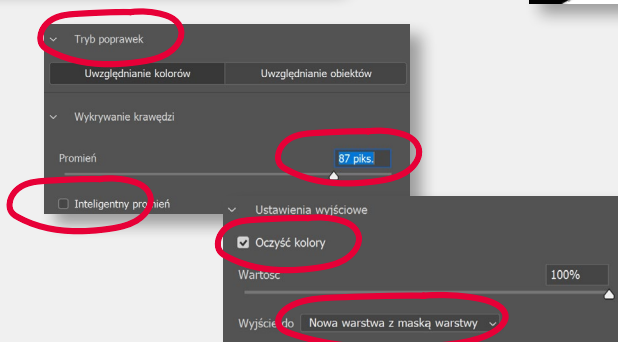 Tryb poprawek
Uwzględnianie kolorów Uwzględnianie obiektów
Wykrywanie krawędzi
Promień 87 piks.
Inteligentny promień
Ustawienia wyjściowe
Oczyść kolory
Wartość 100%
Wyjście do Nowa warstwa z maską warstwy